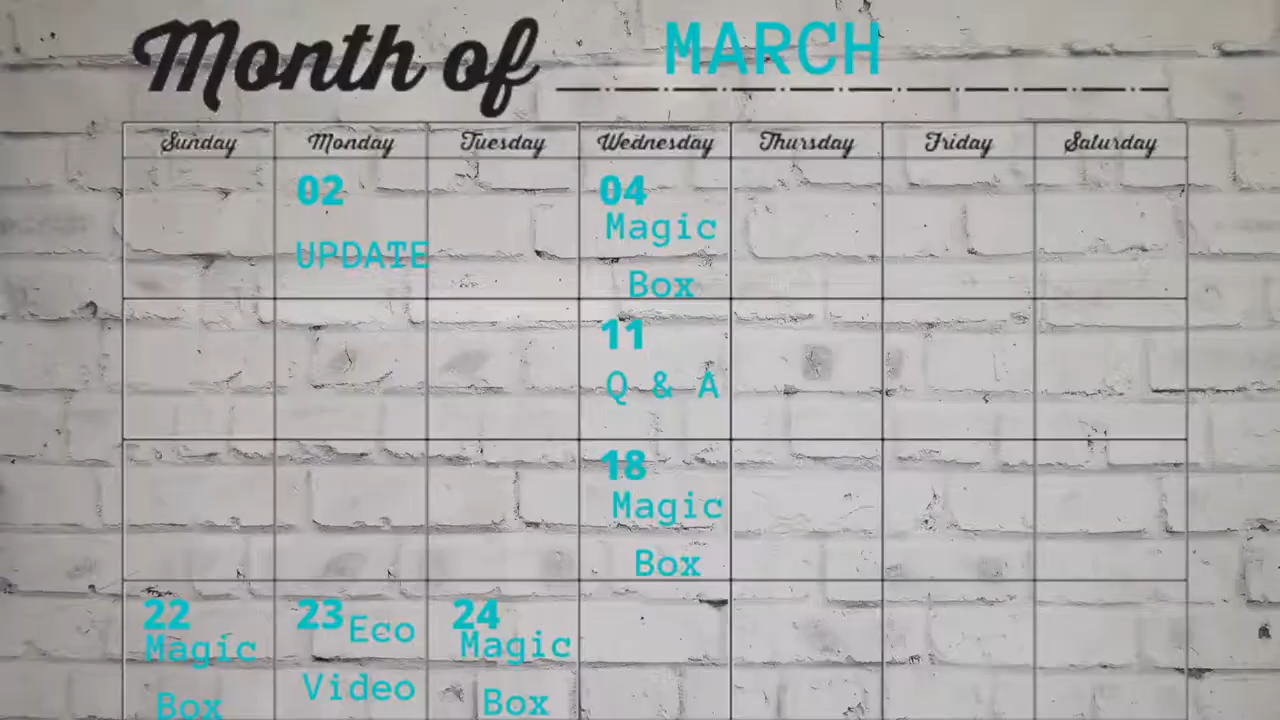 Month of MARCH
Sunday Monday Tuesday Wednesday Thursday Friday Saturday
02 04
UPDATE Magic
Box
11
Q & A
18
Magic
Box
22 23 24
Magic Eco Magic
Box Video Box